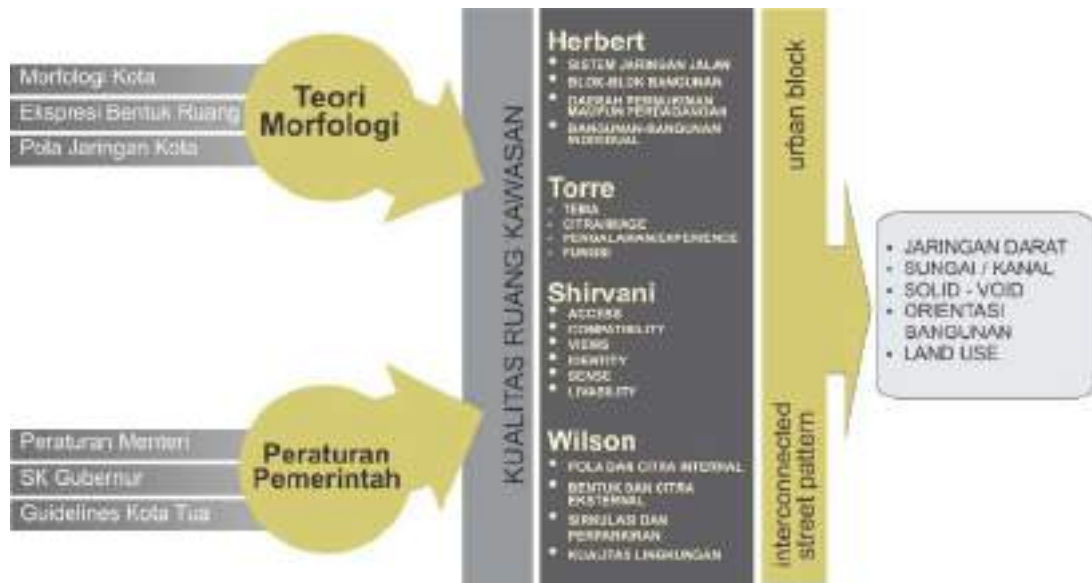 Morfologi Kota
Ekspresi Bentuk Ruang
Pola Jaringan Kota
Teori
Morfologi
Peraturan Menteri
SK Gubernur
Guidelines Kota Tua
Peraturan
Pemerintah
KUALITAS RUANG KAWASAN
Herbert
• SISTEM JARINGAN JALAN
• BLOK-BLOK BANGUNAN
• DAERAH PERMUKIMAN
MAUPUN PERDAGANGAN
• BANGUNAN-BANGUNAN
INDIVIDUAL
Torre
- TEMA
- CITRA/IMAGE
- PENGALAMAN/EXPERIENCE
- FUNGSI
Shirvani
• ACCESS
• COMPATIBILITY
• VIEWS
• IDENTITY
• SENSE
• LIVABILITY
Wilson
• POLA DAN CITRA INTERNAL
• BENTUK DAN CITRA
EKSTERNAL
• SIRKULASI DAN
PERPARKIRAN
• KUALITAS LINGKUNGAN
urban block
interconnected
street pattern
• JARINGAN DARAT
• SUNGAI / KANAL
• SOLID - VOID
• ORIENTASI
BANGUNAN
• LAND USE